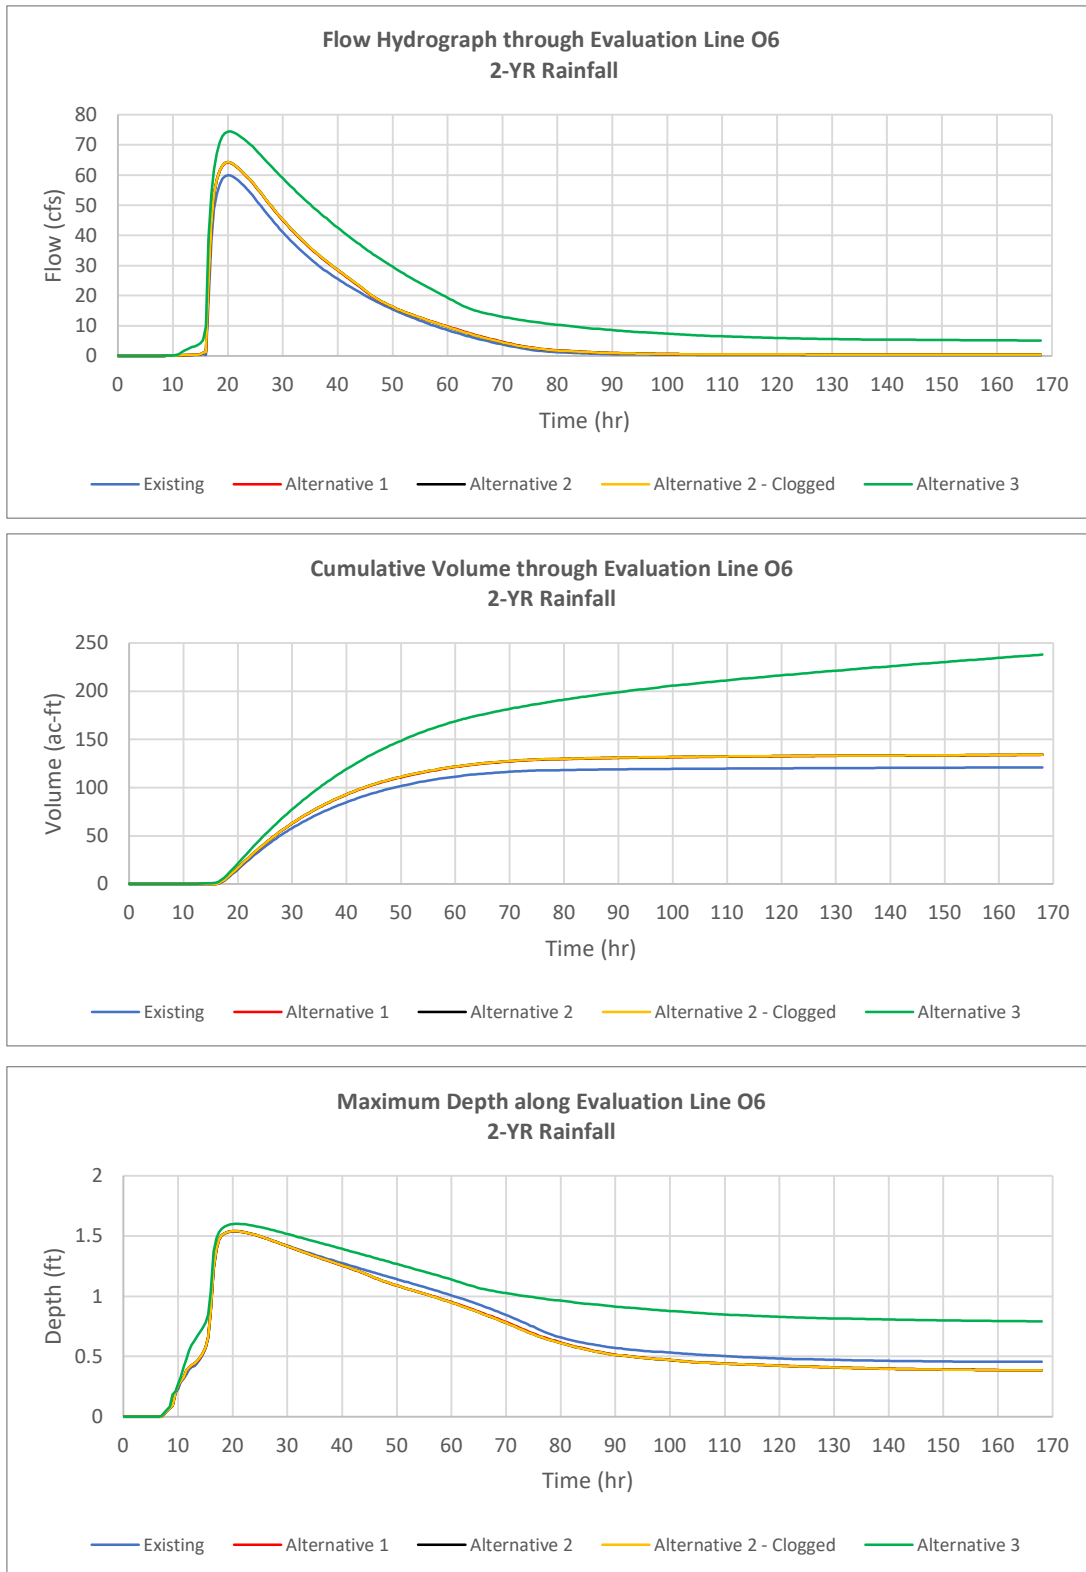 Flow Hydrograph through Evaluation Line O6
2-YR Rainfall
80
70
60
50
40
30
20
10
0
Flow (cfs)
0 10 20 30 40 50 60 70 80 90 100 110 120 130 140 150 160 170
Time (hr)
Existing Alternative 1 Alternative 2 Alternative 2 - Clogged Alternative 3
Cumulative Volume through Evaluation Line O6
2-YR Rainfall
250
200
150
100
50
0
Volume (ac-ft)
0 10 20 30 40 50 60 70 80 90 100 110 120 130 140 150 160 170
Time (hr)
Existing Alternative 1 Alternative 2 Alternative 2 - Clogged Alternative 3
Maximum Depth along Evaluation Line O6
2-YR Rainfall
2
1.5
1
0.5
0
Depth (ft)
0 10 20 30 40 50 60 70 80 90 100 110 120 130 140 150 160 170
Time (hr)
Existing Alternative 1 Alternative 2 Alternative 2 - Clogged Alternative 3